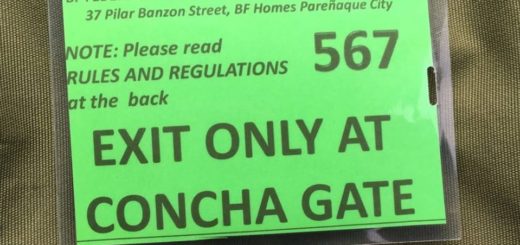 37 Pilar Banzon Street, BF Homes Pareñaque City
NOTE: Please read
RULES AND REGULATIONS
at the back
567
EXIT ONLY AT
CONCHA GATE